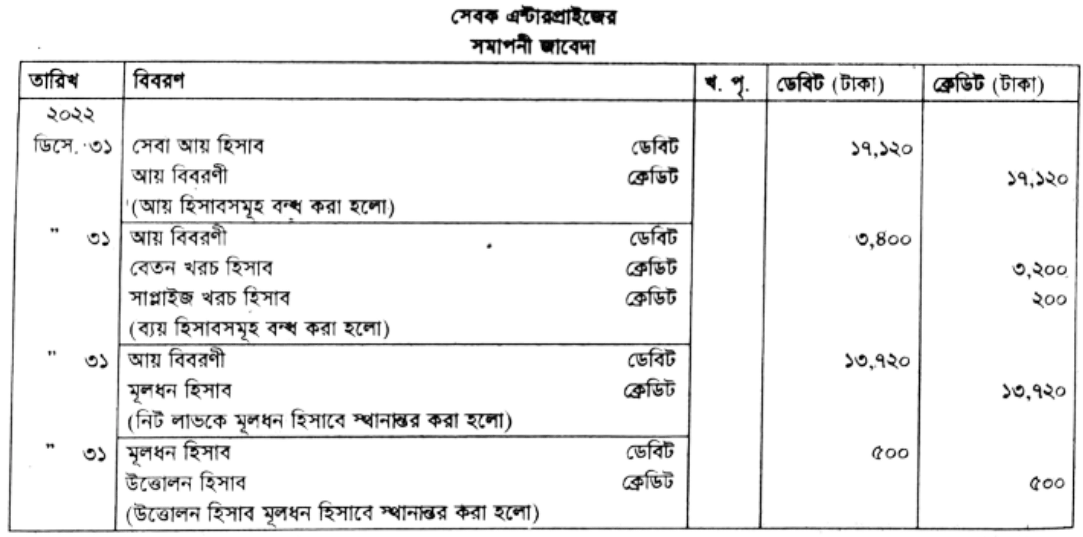 সেবক এন্টারপ্রাইজের
সমাপনী জাবেদা
তারিখ বিবরণ খ. পৃ. ডেবিট (টাকা) ক্রেডিট (টাকা)
২০২২
ডিসে. ৩১ সেবা আয় হিসাব ডেবিট ১৭,১২০
আয় বিবরণী ক্রেডিট ১৭,১২০
(আয় হিসাবসমূহ বন্ধ করা হলো)
" ৩১ আয় বিবরণী ডেবিট ৩,৪০০
বেতন খরচ হিসাব ক্রেডিট ৩,২০০
সাপ্লাইজ খরচ হিসাব ক্রেডিট ২০০
(ব্যয় হিসাবসমূহ বন্ধ করা হলো)
" ৩১ আয় বিবরণী ডেবিট ১৩,৭২০
মূলধন হিসাব ক্রেডিট ১৩,৭২০
(নিট লাভকে মূলধন হিসাবে স্থানান্তর করা হলো)
" ৩১ মূলধন হিসাব ডেবিট ৫০০
উত্তোলন হিসাব ক্রেডিট ৫০০
(উত্তোলন হিসাব মূলধন হিসাবে স্থানান্তর করা হলো)